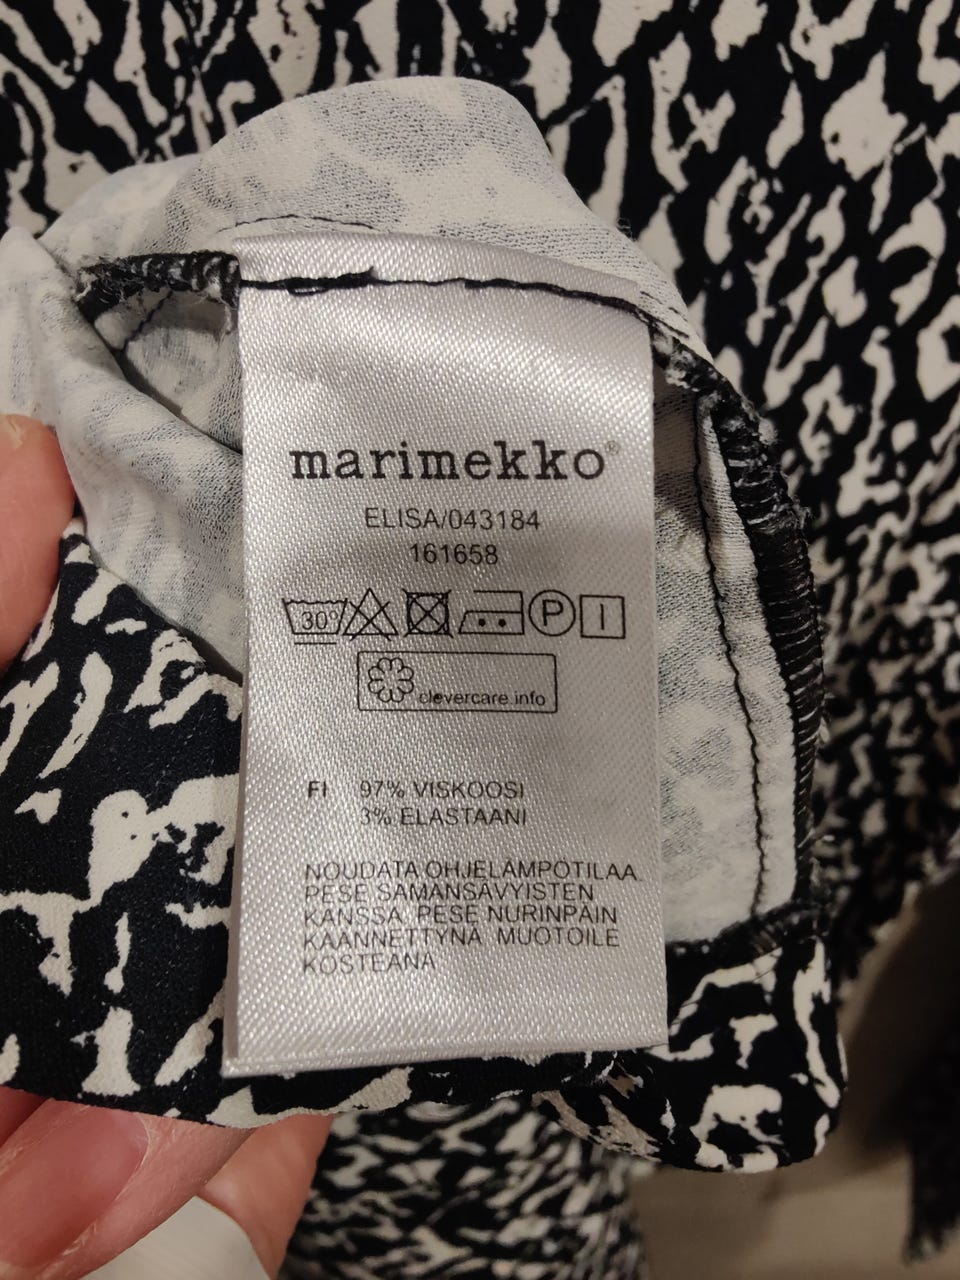 marimekko®
ELISA/043184
161658
30° P I
clevercare.info
FI 97% VISKOOSI
3% ELASTAANI
NOUDATA OHJELÄMPÖTILAA.
PESE SAMANSÄVYISTEN
KANSSA. PESE NURINPÄIN
KÄÄNNETTYNÄ. MUOTOILE
KOSTEANA